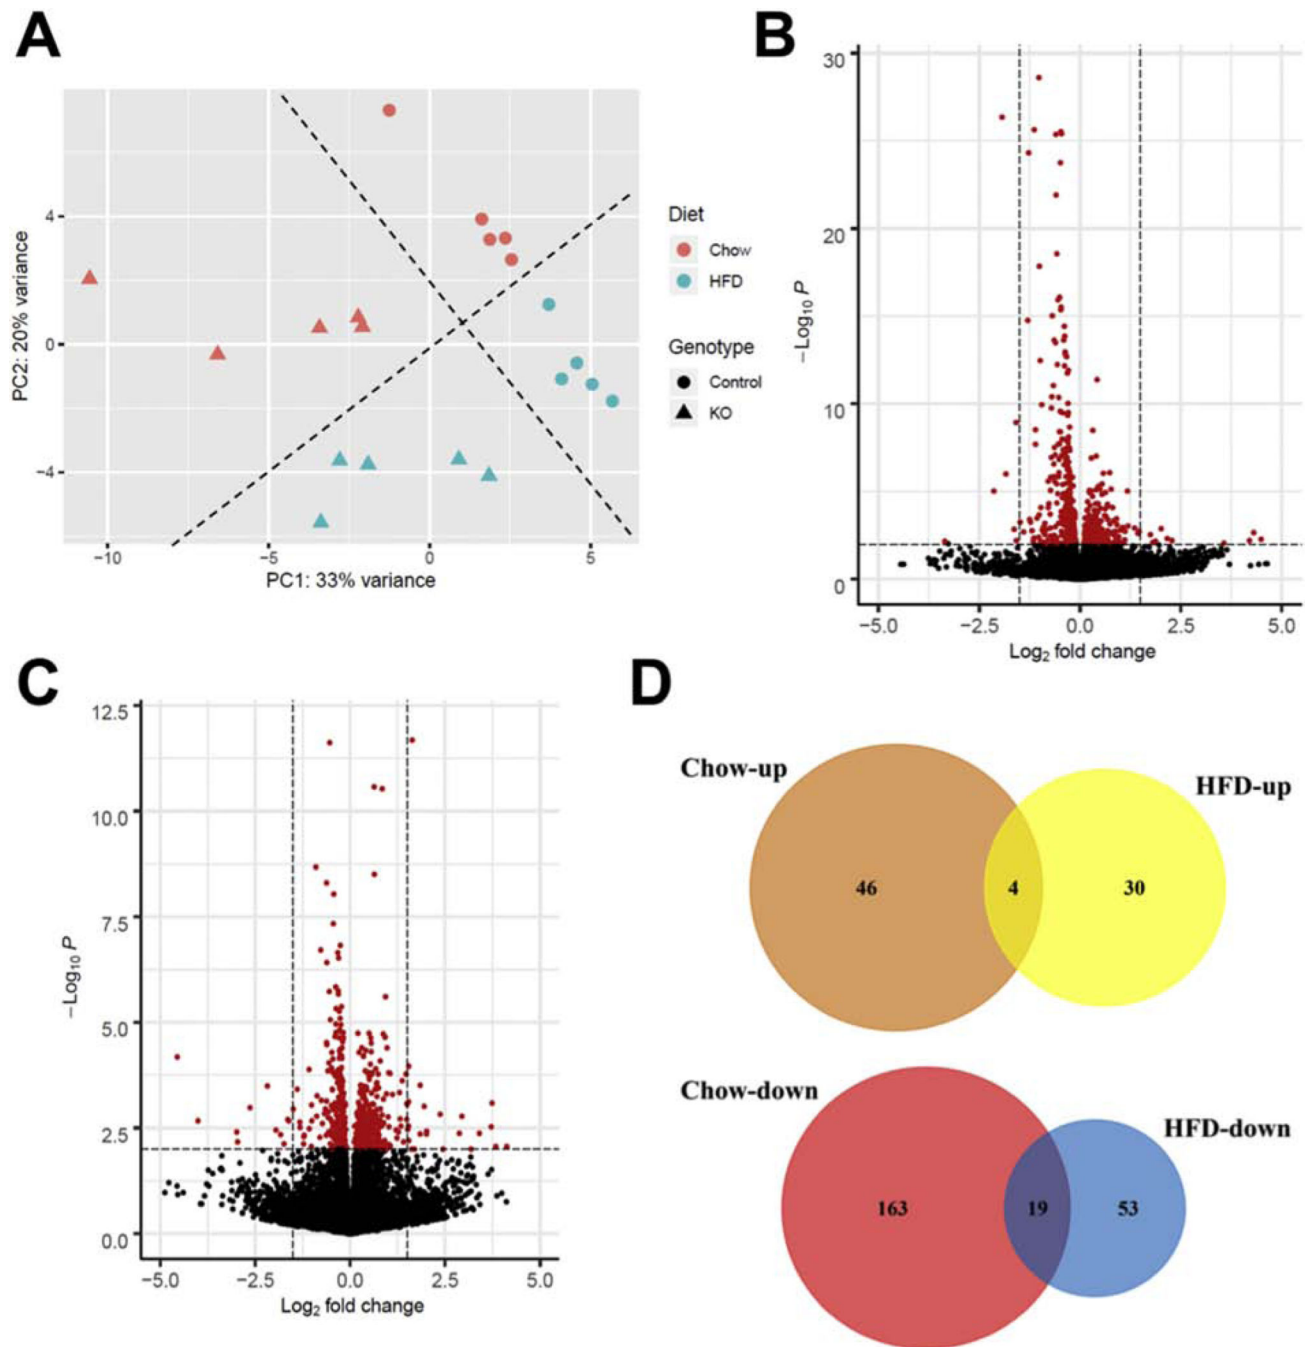 A
4
0
−4
PC2: 20% variance
−10
−5
0
5
PC1: 33% variance
Diet
Chow
HFD
Genotype
Control
KO
B
30
20
10
0
−Log10 P
−5.0
−2.5
0.0
2.5
5.0
Log2 fold change
C
12.5
10.0
7.5
5.0
2.5
0.0
−Log10 P
−5.0
−2.5
0.0
2.5
5.0
Log2 fold change
D
Chow-up
HFD-up
46
4
30
Chow-down
HFD-down
163
19
53